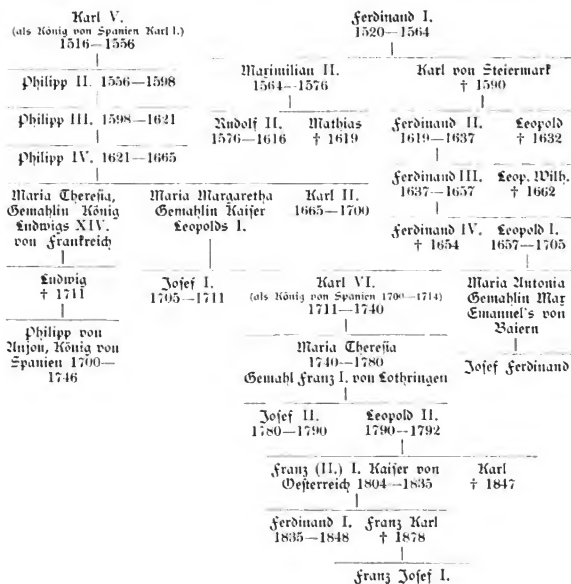 Karl V.
(als König von Spanien Karl I.)
1516—1556
Philipp II. 1556—1598
Philipp III. 1598—1621
Philipp IV. 1621—1665
Maria Theresia,
Gemahlin König
Ludwigs XIV.
von Frankreich
Maria Margaretha
Gemahlin Kaiser
Leopolds I.
Karl II.
1665—1700
Ludwig
† 1711
Philipp von
Anjou, König von
Spanien 1700—
1746
Ferdinand I.
1520—1564
Maximilian II.
1564—1576
Karl von Steiermark
† 1590
Rudolf II.
1576—1616
Mathias
† 1619
Ferdinand II.
1619—1637
Leopold
† 1632
Ferdinand III.
1637—1657
Leop. Wilh.
† 1662
Ferdinand IV.
† 1654
Leopold I.
1657—1705
Josef I.
1705—1711
Karl VI.
(als König von Spanien 1700—1714)
1711—1740
Maria Antonia
Gemahlin Max
Emanuel's von
Baiern
Maria Theresia
1740—1780
Gemahl Franz I. von Lothringen
Josef Ferdinand
Josef II.
1780—1790
Leopold II.
1790—1792
Franz (II.) I. Kaiser von
Oesterreich 1804—1835
Karl
† 1847
Ferdinand I.
1835—1848
Franz Karl
† 1878
Franz Josef I.